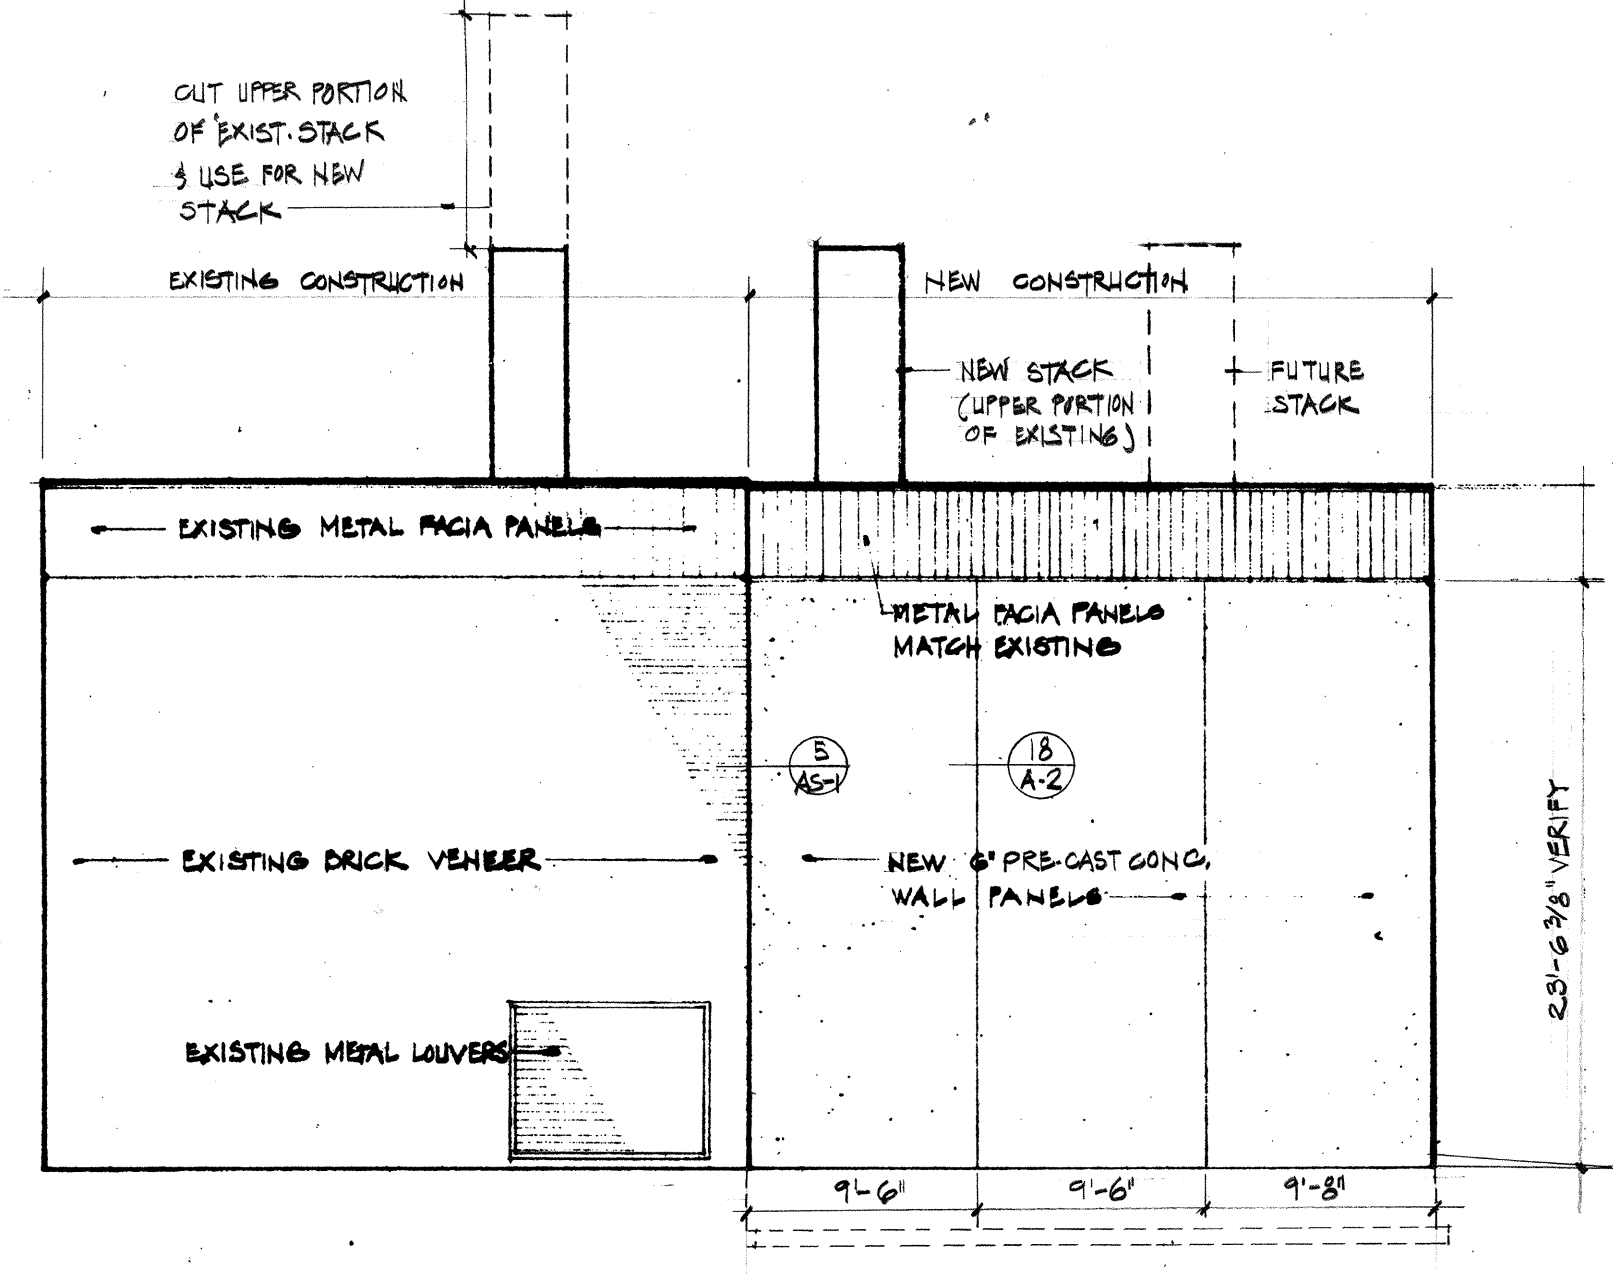 CUT UPPER PORTION
OF EXIST. STACK
& USE FOR NEW
STACK
EXISTING CONSTRUCTION
NEW CONSTRUCTION
NEW STACK
(UPPER PORTION
OF EXISTING)
FUTURE
STACK
EXISTING METAL FACIA PANELS
METAL FACIA PANELS
MATCH EXISTING
5
AS-1
18
A-2
EXISTING BRICK VENEER
NEW 6" PRE-CAST CONC.
WALL PANELS
23'-6 3/8" VERIFY
EXISTING METAL LOUVERS
9'-6"
9'-6"
9'-8"